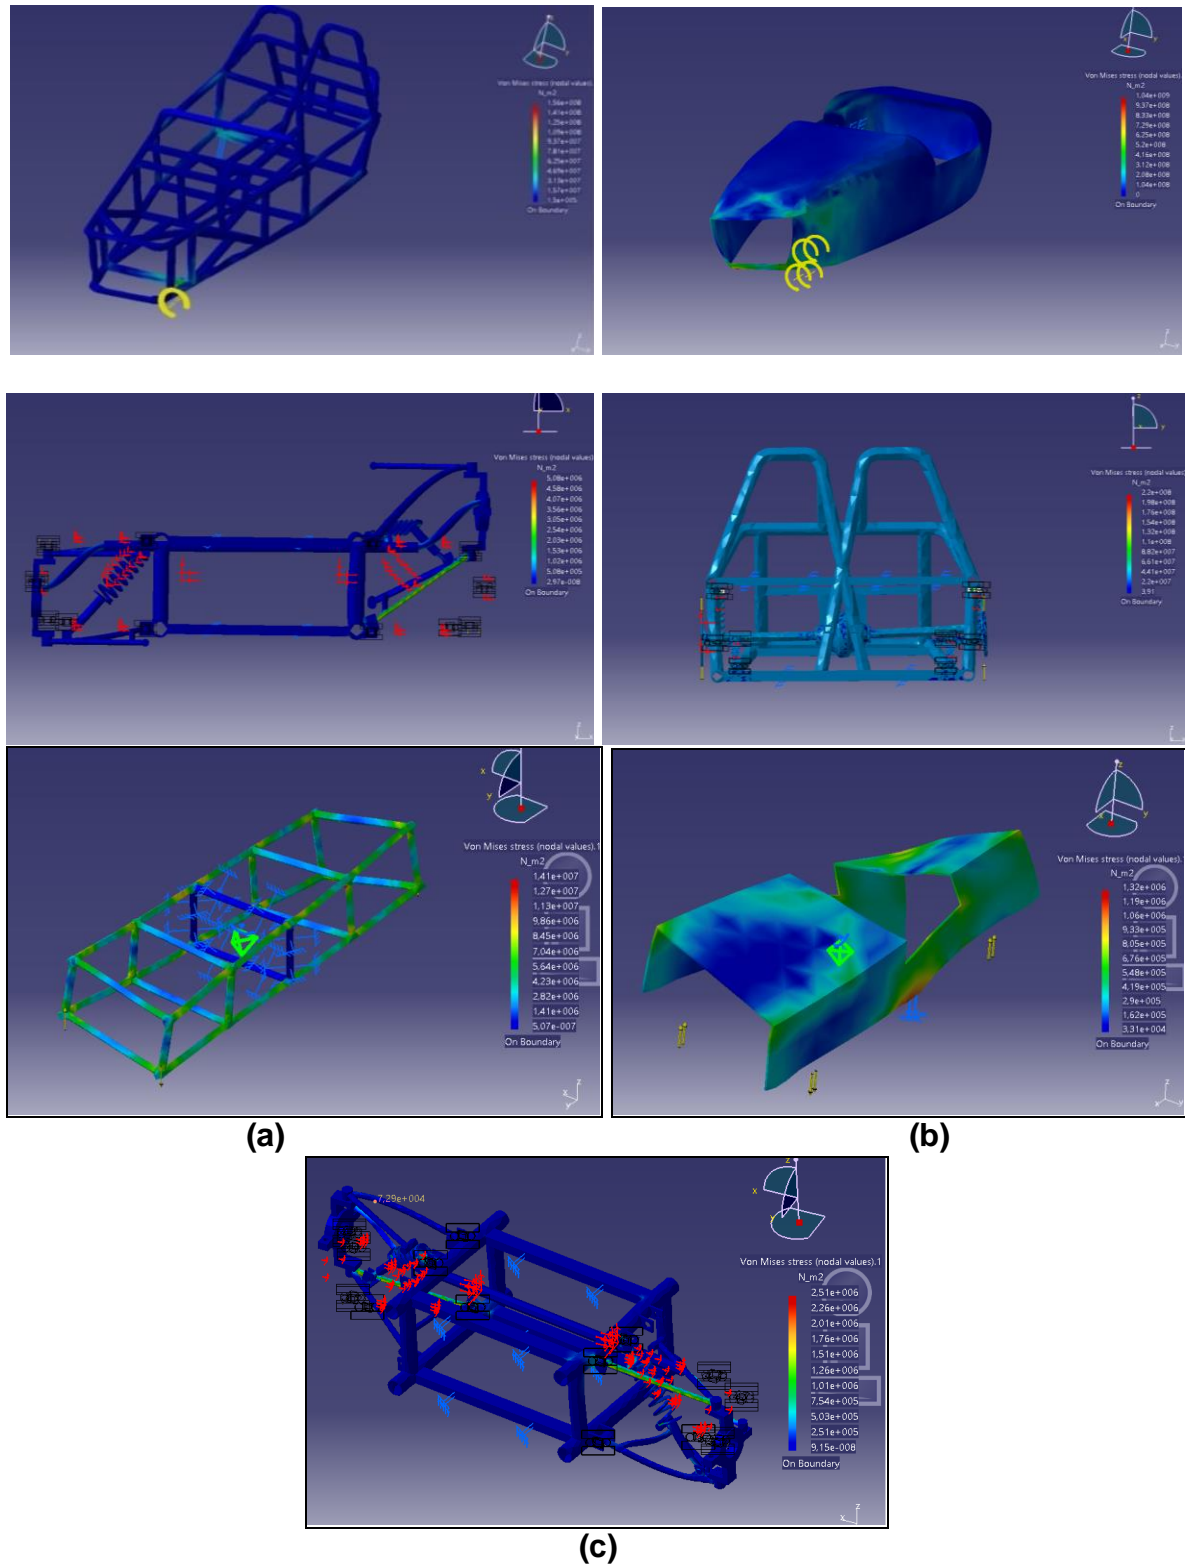 Von Mises stress (nodal values)
N_m2
1.56e+008
1.41e+008
1.25e+008
1.09e+008
9.37e+007
7.81e+007
6.25e+007
4.69e+007
3.13e+007
1.57e+007
1.5e+005
On Boundary
Von Mises stress (nodal values)
N_m2
1.04e+009
9.37e+008
8.33e+008
7.29e+008
6.25e+008
5.2e+008
4.16e+008
3.12e+008
2.08e+008
1.04e+008
0
On Boundary
x
Von Mises stress (nodal values)
N_m2
5.08e+006
4.58e+006
4.07e+006
3.56e+006
3.05e+006
2.54e+006
2.03e+006
1.53e+006
1.02e+006
5.08e+005
2.97e-008
On Boundary
z
x
z
y
Von Mises stress (nodal values)
N_m2
2.2e+008
1.98e+008
1.76e+008
1.54e+008
1.32e+008
1.1e+008
8.82e+007
6.61e+007
4.41e+007
2.2e+007
3.91
On Boundary
z
x
y
Von Mises stress (nodal values).1
N_m2
1,41e+007
1,27e+007
1,13e+007
9,86e+006
8,45e+006
7,04e+006
5,64e+006
4,23e+006
2,82e+006
1,41e+006
5,07e-007
On Boundary
z
x
y
z
x
y
Von Mises stress (nodal values).1
N_m2
1,32e+006
1,19e+006
1,06e+006
9,33e+005
8,05e+005
6,76e+005
5,48e+005
4,19e+005
2,9e+005
1,62e+005
3,31e+004
On Boundary
z
x
y
(a)
(b)
7,29e+004
z
x
Von Mises stress (nodal values).1
N_m2
2,51e+006
2,26e+006
2,01e+006
1,76e+006
1,51e+006
1,26e+006
1,01e+006
7,54e+005
5,03e+005
2,51e+005
9,15e-008
On Boundary
z
x
(c)